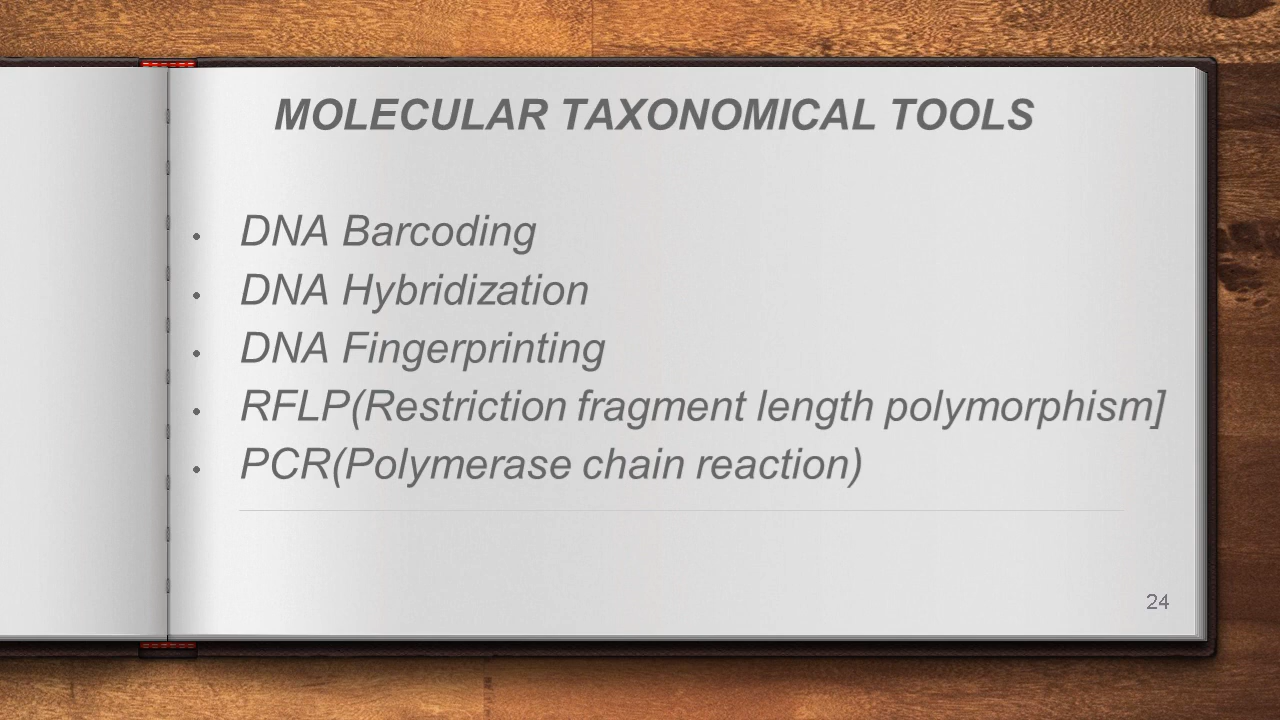 MOLECULAR TAXONOMICAL TOOLS
• DNA Barcoding
• DNA Hybridization
• DNA Fingerprinting
• RFLP(Restriction fragment length polymorphism]
• PCR(Polymerase chain reaction)
24